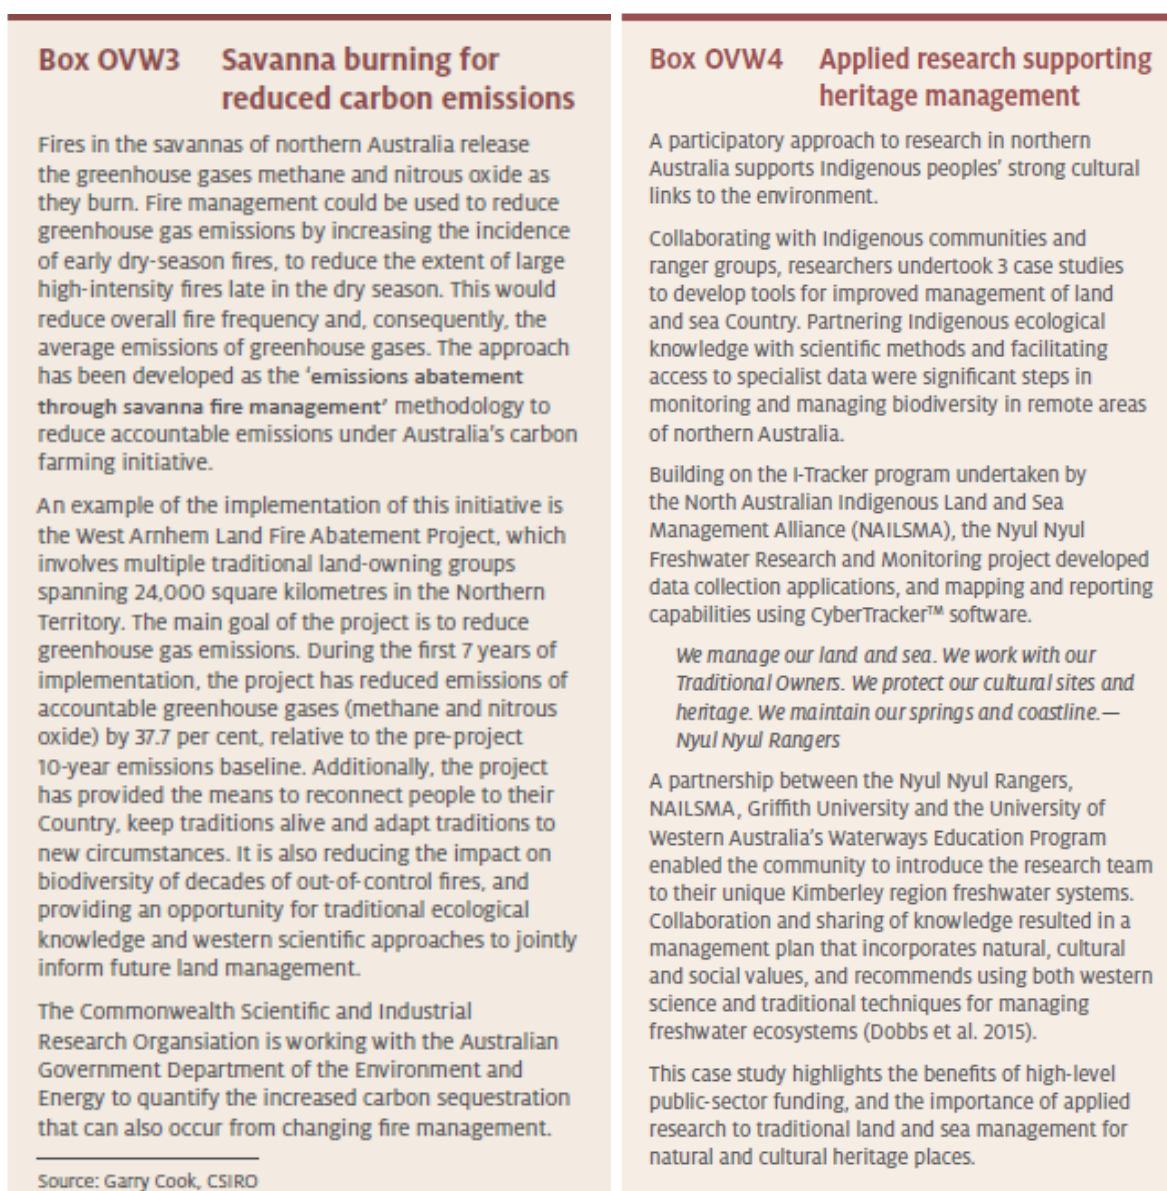 Box OVW3 Savanna burning for
reduced carbon emissions
Fires in the savannas of northern Australia release
the greenhouse gases methane and nitrous oxide as
they burn. Fire management could be used to reduce
greenhouse gas emissions by increasing the incidence
of early dry-season fires, to reduce the extent of large
high-intensity fires late in the dry season. This would
reduce overall fire frequency and, consequently, the
average emissions of greenhouse gases. The approach
has been developed as the ‘emissions abatement
through savanna fire management’ methodology to
reduce accountable emissions under Australia’s carbon
farming initiative.
An example of the implementation of this initiative is
the West Arnhem Land Fire Abatement Project, which
involves multiple traditional land-owning groups
spanning 24,000 square kilometres in the Northern
Territory. The main goal of the project is to reduce
greenhouse gas emissions. During the first 7 years of
implementation, the project has reduced emissions of
accountable greenhouse gases (methane and nitrous
oxide) by 37.7 per cent, relative to the pre-project
10-year emissions baseline. Additionally, the project
has provided the means to reconnect people to their
Country, keep traditions alive and adapt traditions to
new circumstances. It is also reducing the impact on
biodiversity of decades of out-of-control fires, and
providing an opportunity for traditional ecological
knowledge and western scientific approaches to jointly
inform future land management.
The Commonwealth Scientific and Industrial
Research Organsiation is working with the Australian
Government Department of the Environment and
Energy to quantify the increased carbon sequestration
that can also occur from changing fire management.
Source: Garry Cook, CSIRO
Box OVW4 Applied research supporting
heritage management
A participatory approach to research in northern
Australia supports Indigenous peoples’ strong cultural
links to the environment.
Collaborating with Indigenous communities and
ranger groups, researchers undertook 3 case studies
to develop tools for improved management of land
and sea Country. Partnering Indigenous ecological
knowledge with scientific methods and facilitating
access to specialist data were significant steps in
monitoring and managing biodiversity in remote areas
of northern Australia.
Building on the I-Tracker program undertaken by
the North Australian Indigenous Land and Sea
Management Alliance (NAILSMA), the Nyul Nyul
Freshwater Research and Monitoring project developed
data collection applications, and mapping and reporting
capabilities using CyberTracker™ software.
We manage our land and sea. We work with our
Traditional Owners. We protect our cultural sites and
heritage. We maintain our springs and coastline.—
Nyul Nyul Rangers
A partnership between the Nyul Nyul Rangers,
NAILSMA, Griffith University and the University of
Western Australia’s Waterways Education Program
enabled the community to introduce the research team
to their unique Kimberley region freshwater systems.
Collaboration and sharing of knowledge resulted in a
management plan that incorporates natural, cultural
and social values, and recommends using both western
science and traditional techniques for managing
freshwater ecosystems (Dobbs et al. 2015).
This case study highlights the benefits of high-level
public-sector funding, and the importance of applied
research to traditional land and sea management for
natural and cultural heritage places.